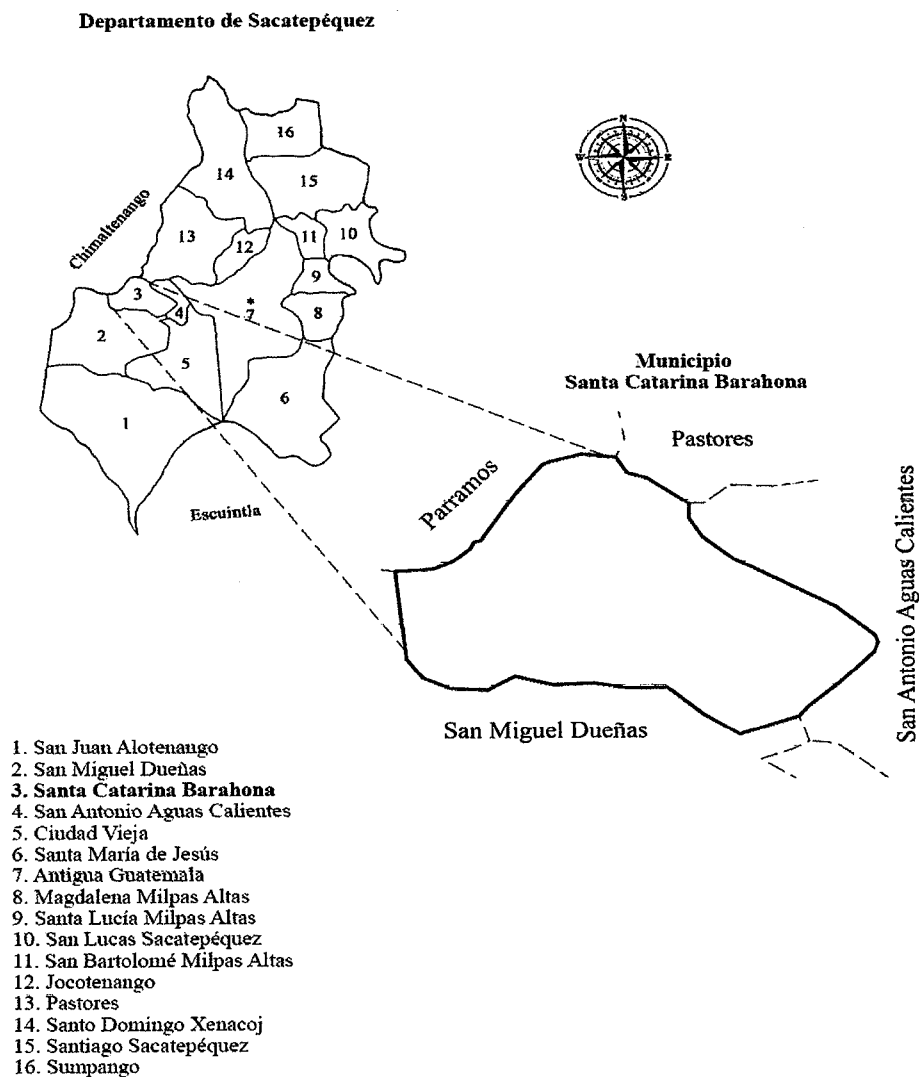 Departamento de Sacatepéquez
N
W
E
S
16
14
15
Chimaltenango
13
12
11
10
9
3
4
*
7
8
2
5
6
1
Municipio
Santa Catarina Barahona
Pastores
Parramos
Escuintla
San Antonio Aguas Calientes
San Miguel Dueñas
1. San Juan Alotenango
2. San Miguel Dueñas
3. Santa Catarina Barahona
4. San Antonio Aguas Calientes
5. Ciudad Vieja
6. Santa María de Jesús
7. Antigua Guatemala
8. Magdalena Milpas Altas
9. Santa Lucía Milpas Altas
10. San Lucas Sacatepéquez
11. San Bartolomé Milpas Altas
12. Jocotenango
13. Pastores
14. Santo Domingo Xenacoj
15. Santiago Sacatepéquez
16. Sumpango